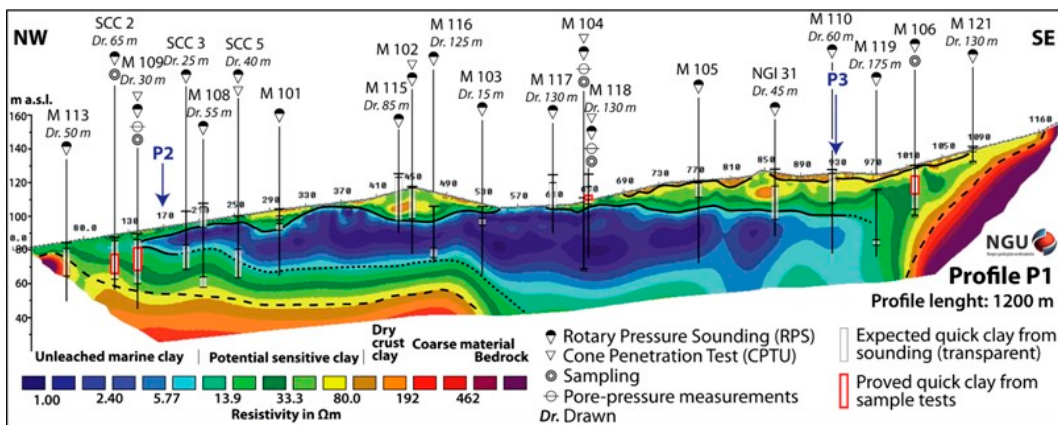 NW
SE
SCC 2
Dr. 65 m
M 109
Dr. 30 m
SCC 3
Dr. 25 m
M 108
Dr. 55 m
SCC 5
Dr. 40 m
M 101
M 102
M 115
Dr. 85 m
M 116
Dr. 125 m
M 103
Dr. 15 m
M 117
Dr. 130 m
M 104
M 118
Dr. 130 m
M 105
NGI 31
Dr. 45 m
M 110
Dr. 60 m
P3
M 119
Dr. 175 m
M 106
M 121
Dr. 130 m
m a.s.l.
M 113
Dr. 50 m
P2
160
140
120
100
80
60
40
0.0
80.0
130
170
250
290
330
370
410
450
490
530
570
610
690
730
770
810
850
890
930
970
1010
1050
1090
1160
NGU
Profile P1
Profile lenght: 1200 m
Unleached marine clay
Potential sensitive clay
Dry
crust
clay
Coarse material
Bedrock
1.00
2.40
5.77
13.9
33.3
80.0
192
462
Resistivity in Ωm
Rotary Pressure Sounding (RPS)
Cone Penetration Test (CPTU)
Sampling
Pore-pressure measurements
Dr. Drawn
Expected quick clay from
sounding (transparent)
Proved quick clay from
sample tests